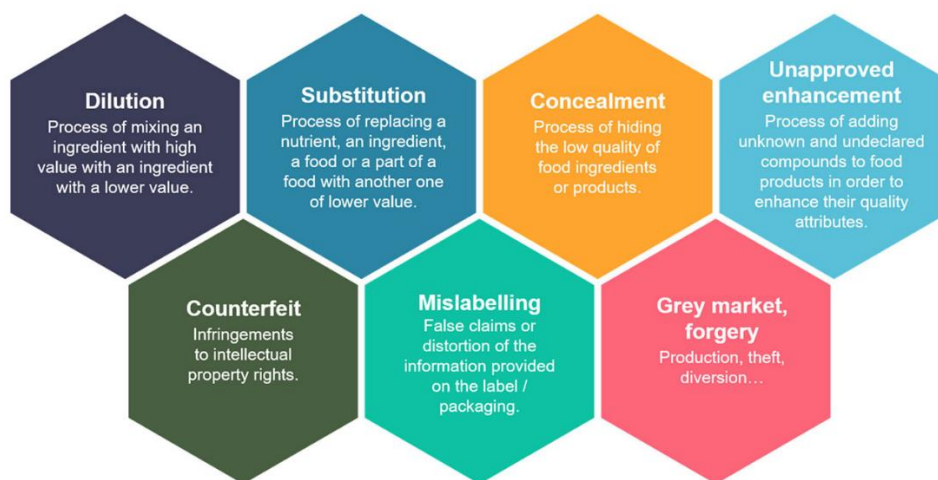 Dilution
Process of mixing an
ingredient with high
value with an ingredient
with a lower value.
Substitution
Process of replacing a
nutrient, an ingredient,
a food or a part of a
food with another one
of lower value.
Concealment
Process of hiding
the low quality of
food ingredients
or products.
Unapproved
enhancement
Process of adding
unknown and undeclared
compounds to food
products in order to
enhance their quality
attributes.
Counterfeit
Infringements
to intellectual
property rights.
Mislabelling
False claims or
distortion of the
information provided
on the label /
packaging.
Grey market,
forgery
Production, theft,
diversion…